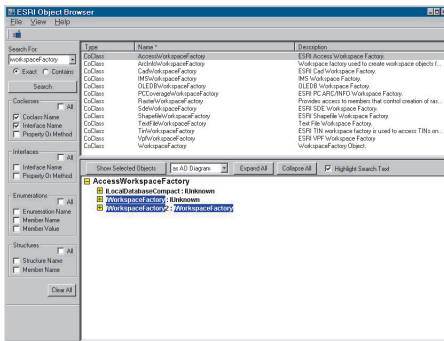 ESRI Object Browser
File View Help
Search For:
iworkspaceFactory
Exact Contains
Search
Coclasses
All
Coclass Name
Interface Name
Property Or Method
Interfaces
All
Interface Name
Property Or Method
Enumerations
All
Enumeration Name
Member Name
Member Value
Structures
All
Structure Name
Member Name
Clear All
Type Name * Description
CoClass AccessWorkspaceFactory ESRI Access Workspace Factory.
CoClass ArcInfoWorkspaceFactory Workspace factory used to create workspace objects f...
CoClass CadWorkspaceFactory ESRI Cad Workspace Factory.
CoClass IMSWorkspaceFactory IMS Workspace Factory.
CoClass OLEDBWorkspaceFactory OLEDB Workspace Factory.
CoClass PCCoverageWorkspaceFactory ESRI PC ARC/INFO Workspace Factory.
CoClass RasterWorkspaceFactory Provides access to members that control creation of ras...
CoClass SdeWorkspaceFactory ESRI SDE Workspace Factory.
CoClass ShapefileWorkspaceFactory ESRI Shapefile Workspace Factory.
CoClass TextFileWorkspaceFactory Text File Workspace Factory.
CoClass TinWorkspaceFactory ESRI TIN workspace factory is used to access TINs on...
CoClass VpfWorkspaceFactory ESRI VPF Workspace Factory
CoClass WorkspaceFactory WorkspaceFactory Object.
Show Selected Objects as AO Diagram Expand All Collapse All Highlight Search Text
AccessWorkspaceFactory
ILocalDatabaseCompact : IUnknown
IWorkspaceFactory : IUnknown
IWorkspaceFactory2 : IWorkspaceFactory